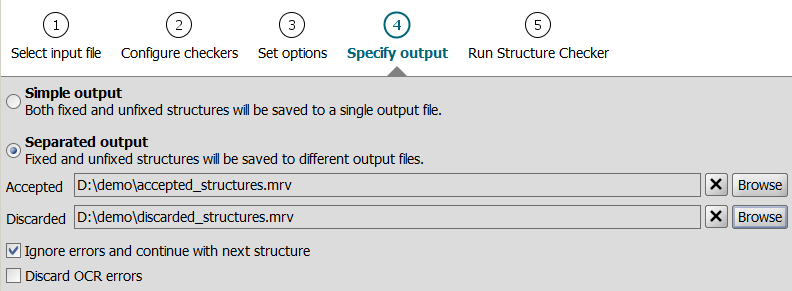 1 2 3 4 5
Select input file Configure checkers Set options Specify output Run Structure Checker
Simple output
Both fixed and unfixed structures will be saved to a single output file.
Separated output
Fixed and unfixed structures will be saved to different output files.
Accepted D:\demo\accepted_structures.mrv Browse
Discarded D:\demo\discarded_structures.mrv Browse
Ignore errors and continue with next structure
Discard OCR errors